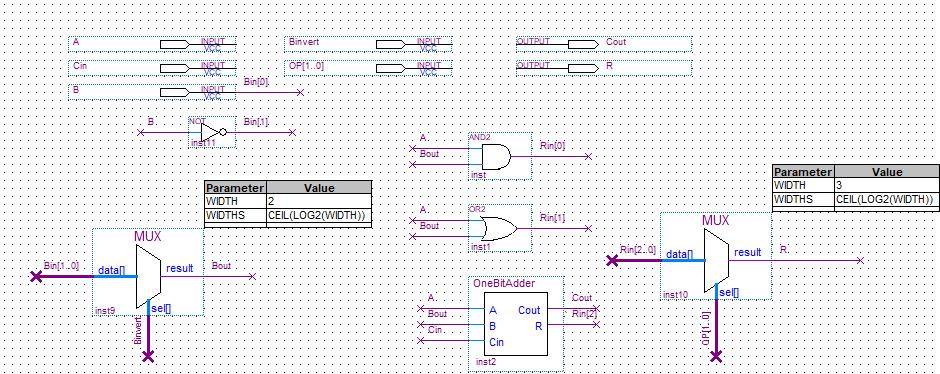 A INPUT VCC
Binvert INPUT VCC
OUTPUT Cout
Cin INPUT VCC
OP[1..0] INPUT VCC
OUTPUT R
B INPUT VCC Bin[0]
B NOT Bin[1]
inst11
AND2
A
Bout
Rin[0]
inst
Parameter Value
WIDTH 2
WIDTHS CEIL(LOG2(WIDTH))
Parameter Value
WIDTH 3
WIDTHS CEIL(LOG2(WIDTH))
OR2
A
Bout
Rin[1]
inst1
MUX
Bin[1..0] data[] result Bout
sel[]
inst9
Binvert
MUX
Rin[2..0] data[] result R
sel[]
inst10
OP[1..0]
OneBitAdder
A A Cout Cout
Bout B R Rin[2]
Cin Cin
inst2